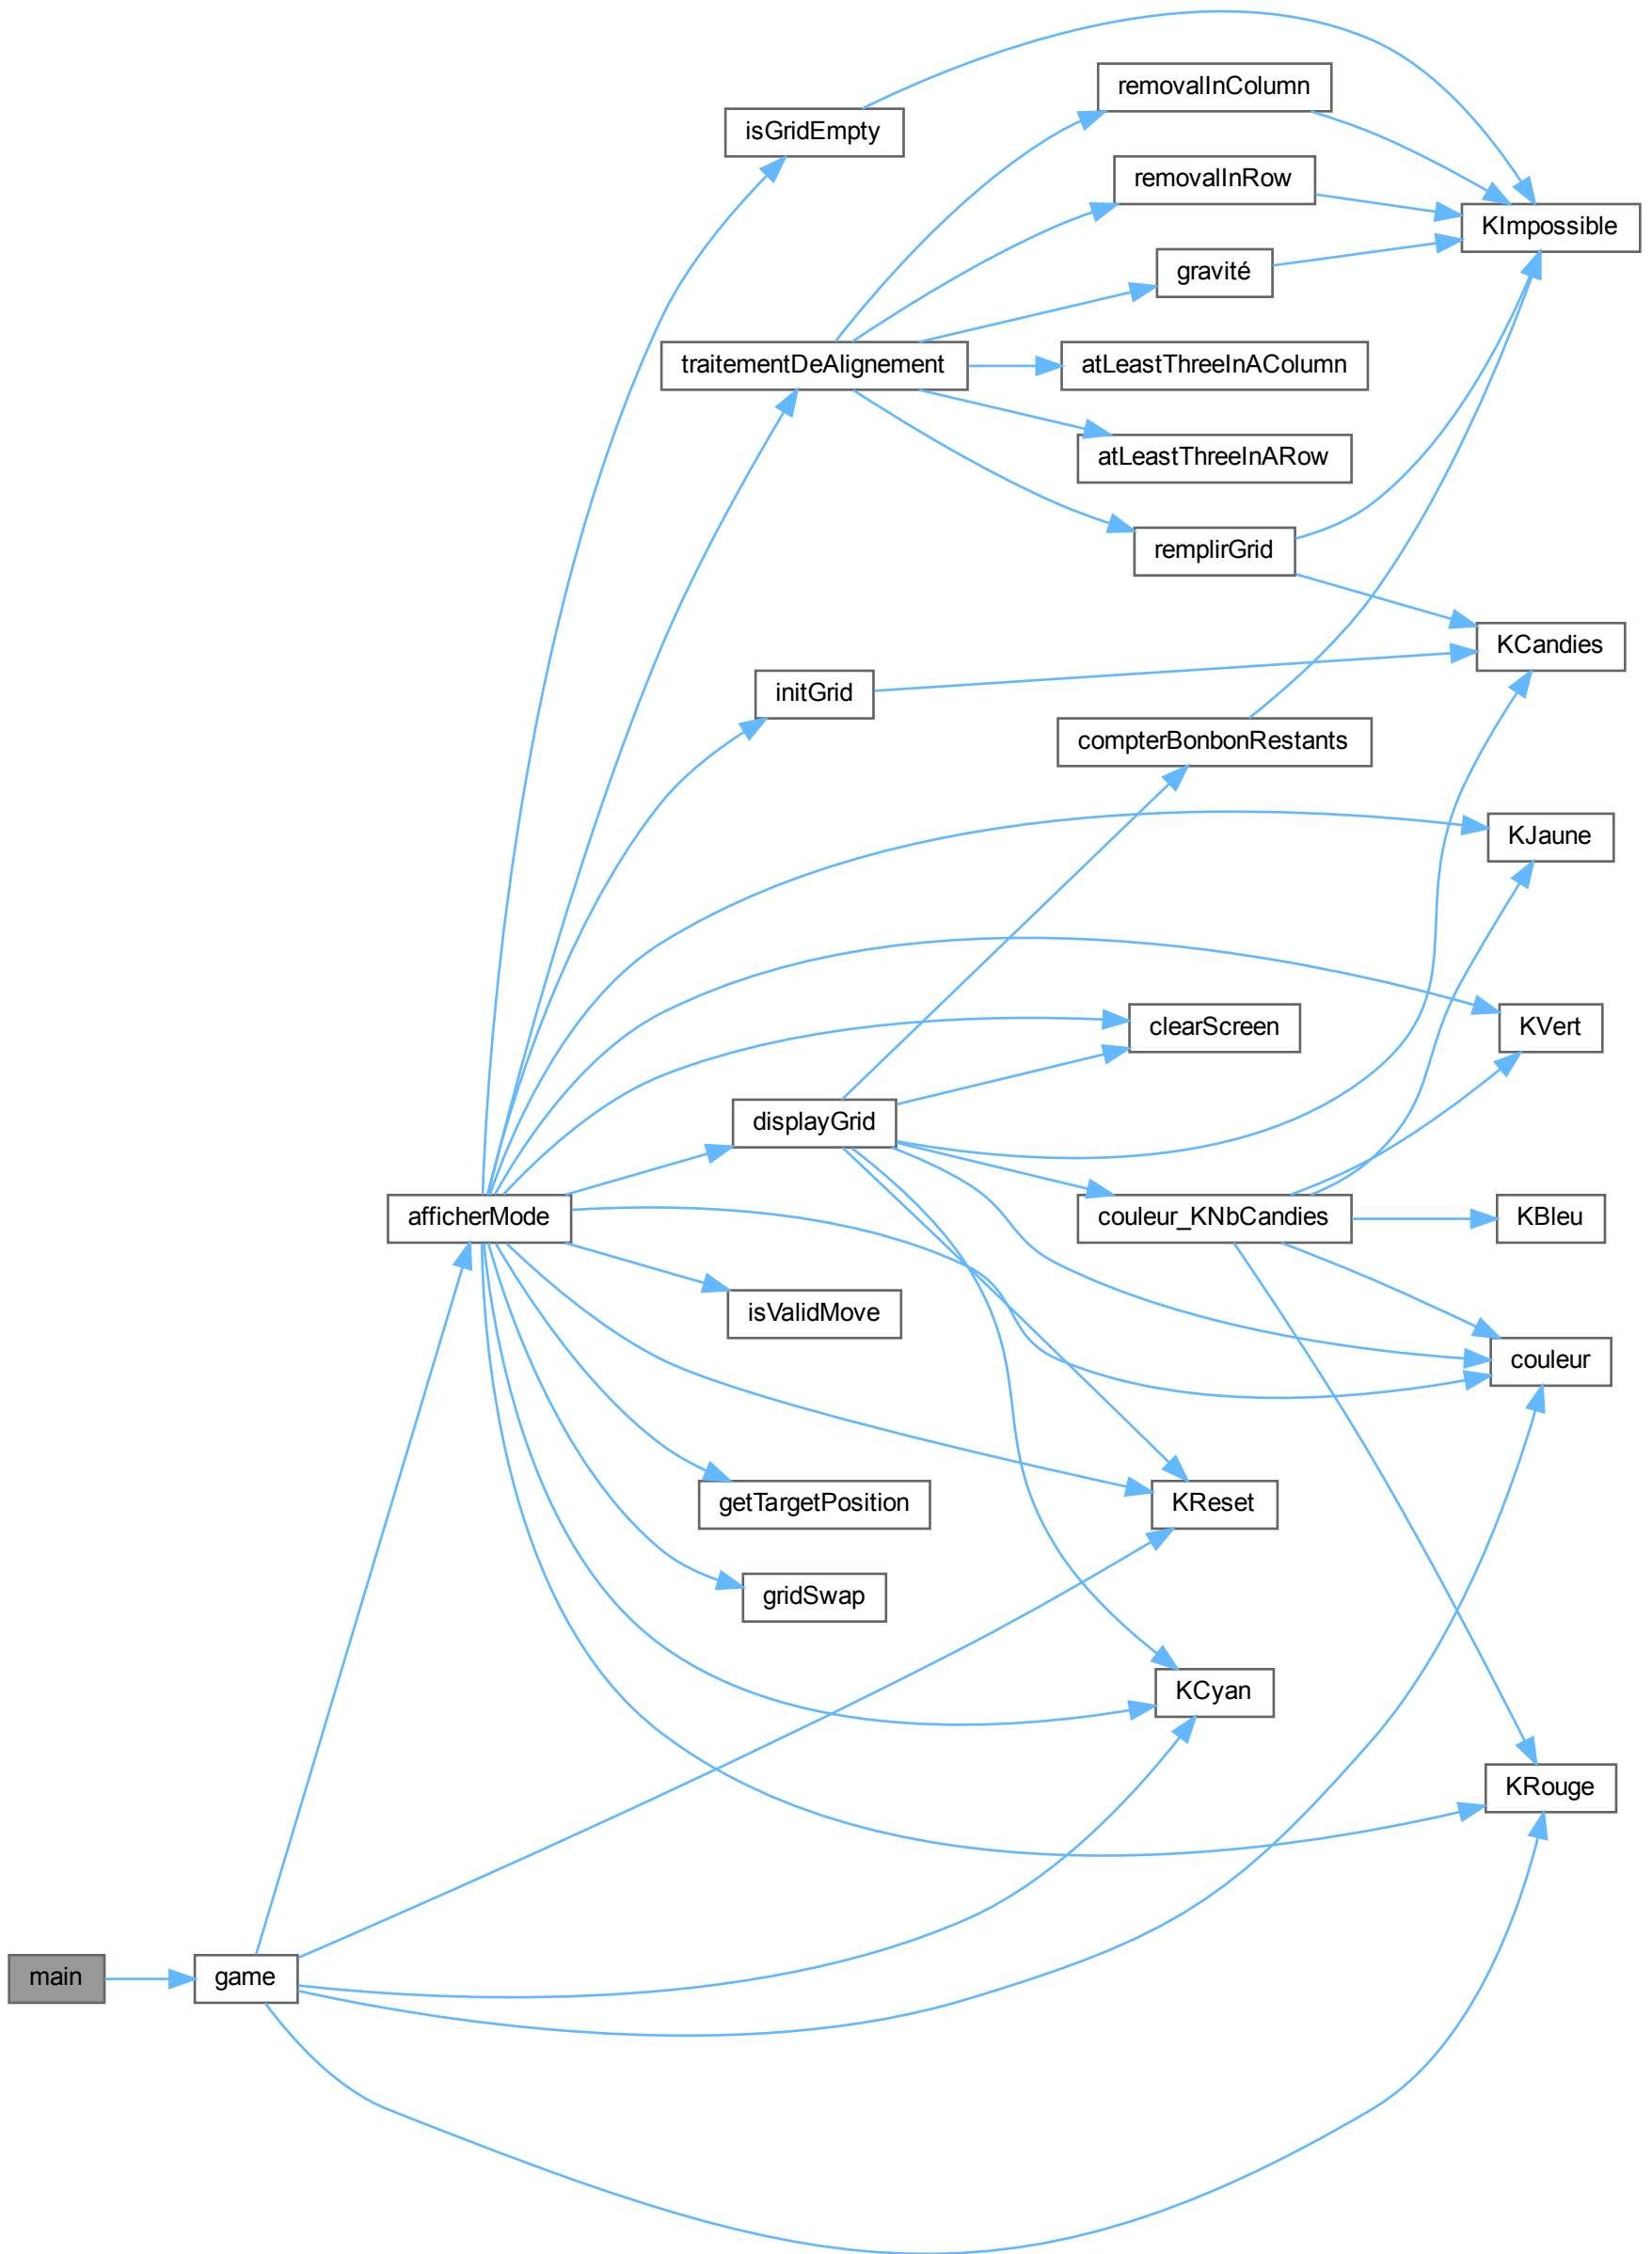 removalInColumn
isGridEmpty
removalInRow
KImpossible
gravité
traitementDeAlignement
atLeastThreeInAColumn
atLeastThreeInARow
remplirGrid
KCandies
initGrid
compterBonbonRestants
KJaune
clearScreen
KVert
displayGrid
afficherMode
couleur_KNbCandies
KBleu
isValidMove
couleur
getTargetPosition
KReset
gridSwap
KCyan
KRouge
main
game